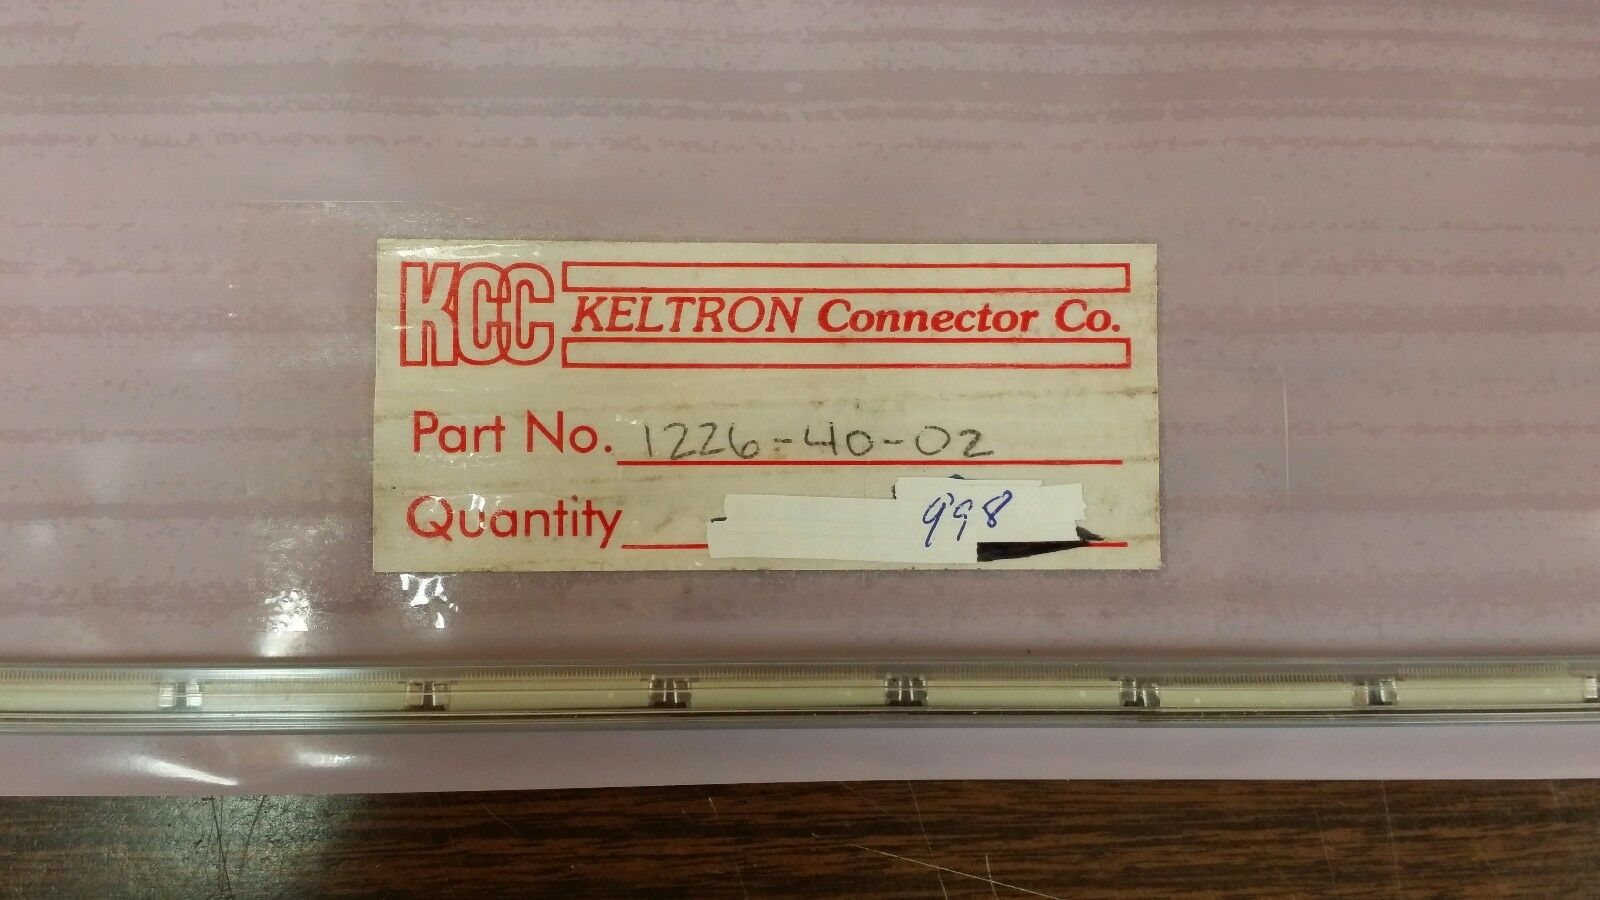 KCC KELTRON Connector Co.
Part No. 1226-40-02
Quantity 998